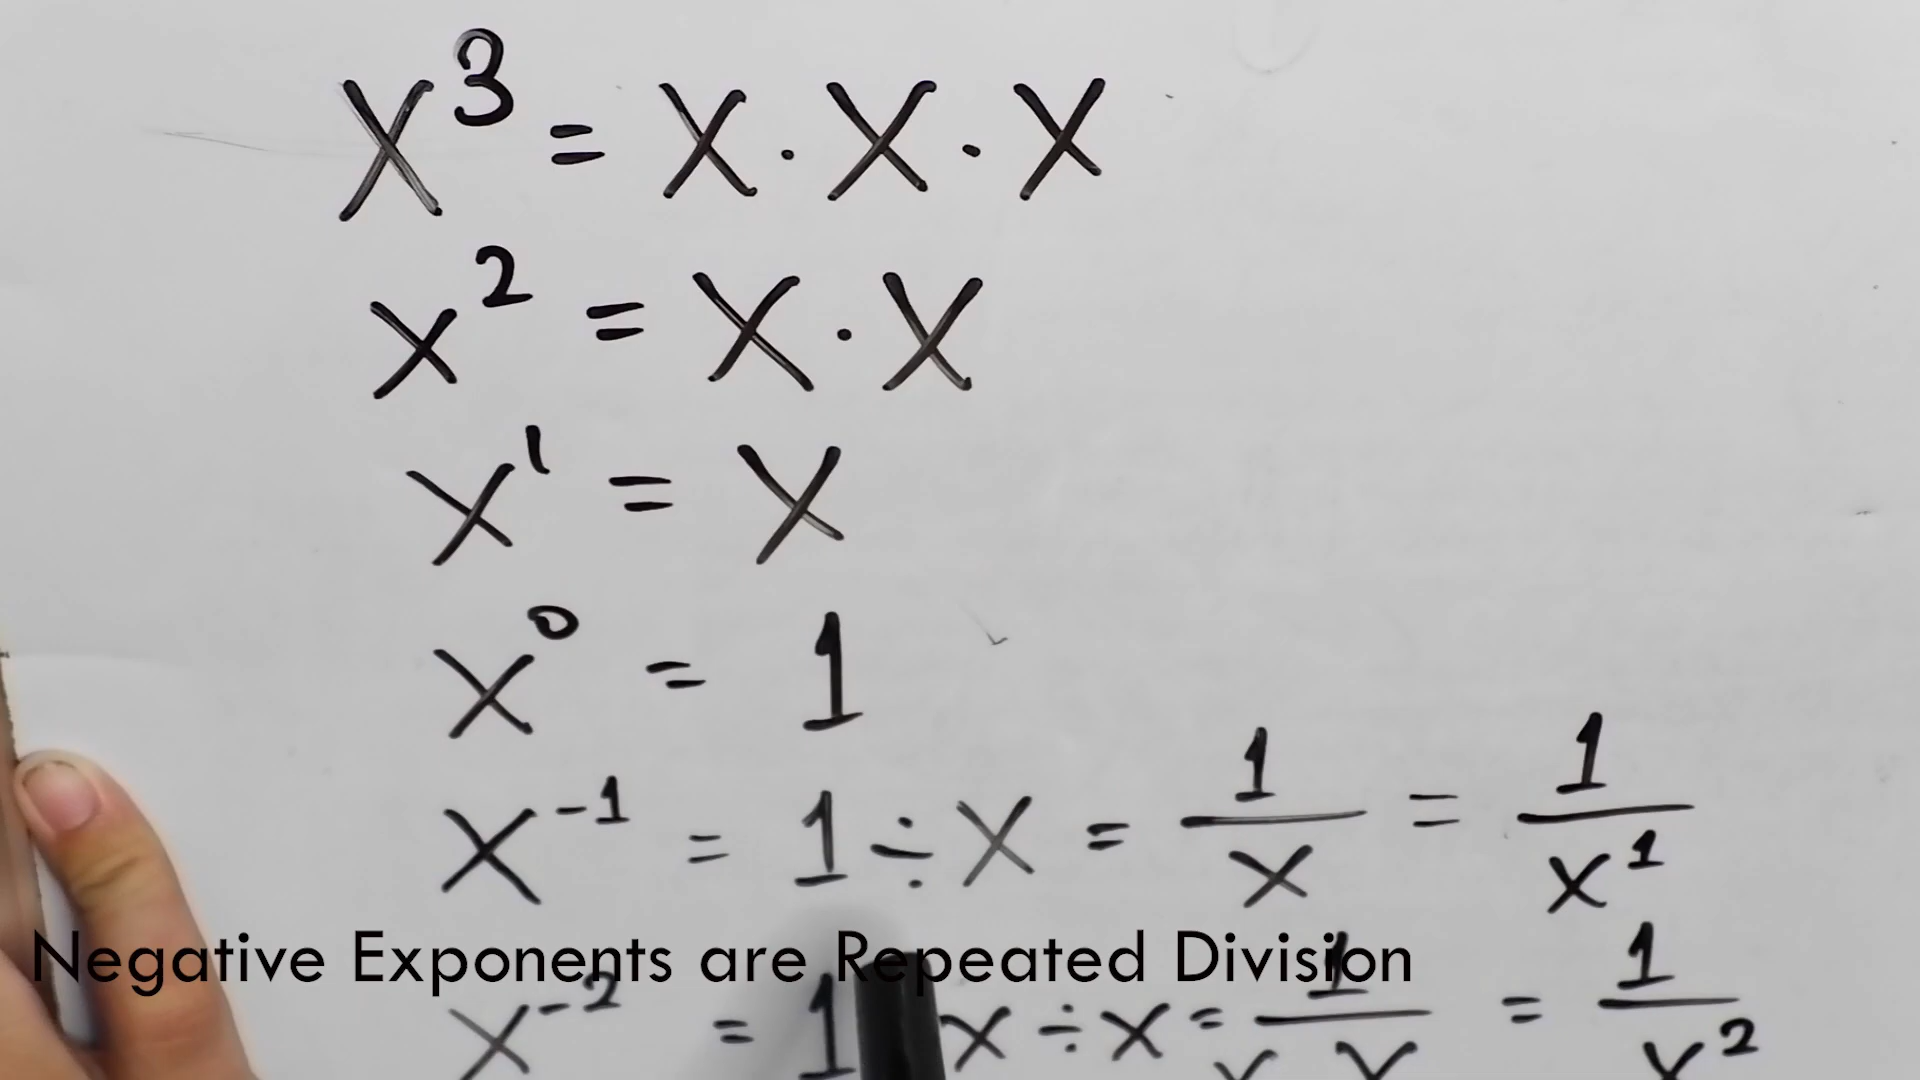 x³ = x · x · x
x² = x · x
x¹ = x
x⁰ = 1
x⁻¹ = 1 ÷ x = 1/x = 1/x¹
Negative Exponents are Repeated Division
x⁻² = 1 x ÷ x = 1/x x = 1/x²